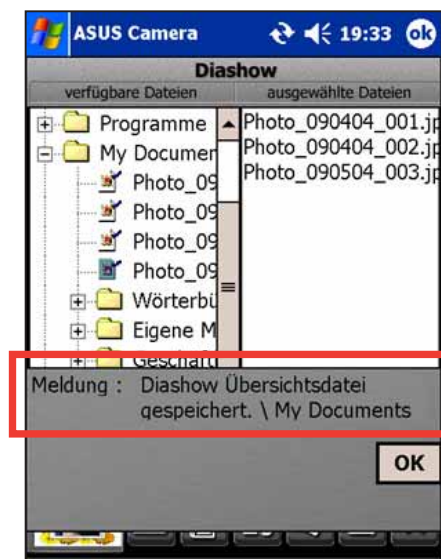 ASUS Camera 19:33 ok
Diashow
verfügbare Dateien ausgewählte Dateien
Programme
My Documen
Photo_09
Photo_09
Photo_09
Photo_09
Wörterbü
Eigene M
Geschäft
Photo_090404_001.jp
Photo_090404_002.jp
Photo_090504_003.jp
Meldung : Diashow Übersichtsdatei
gespeichert. \ My Documents
OK